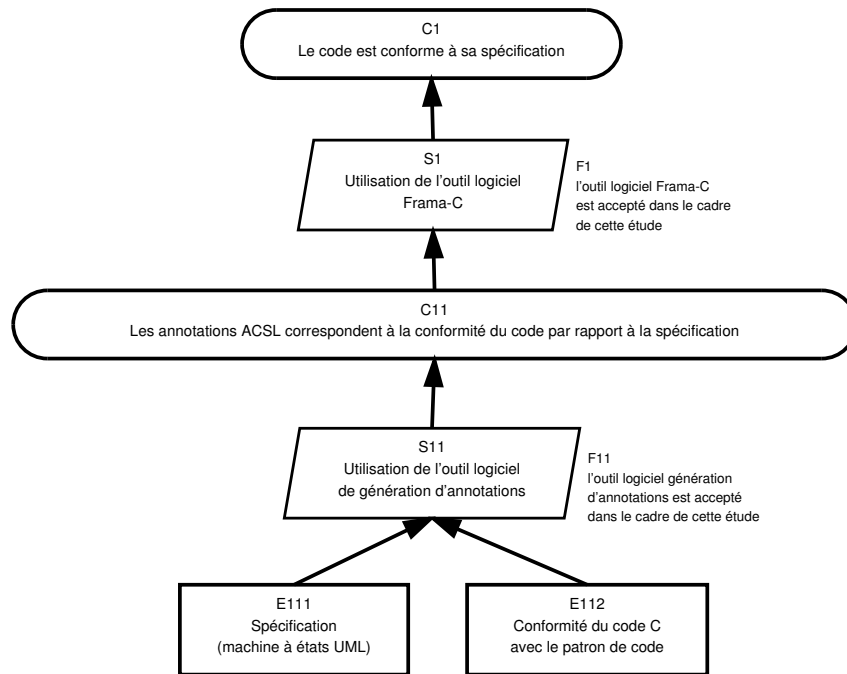 C1
Le code est conforme à sa spécification
S1
Utilisation de l'outil logiciel
Frama-C
F1
l'outil logiciel Frama-C
est accepté dans le cadre
de cette étude
C11
Les annotations ACSL correspondent à la conformité du code par rapport à la spécification
S11
Utilisation de l'outil logiciel
de génération d'annotations
F11
l'outil logiciel génération
d'annotations est accepté
dans le cadre de cette étude
E111
Spécification
(machine à états UML)
E112
Conformité du code C
avec le patron de code